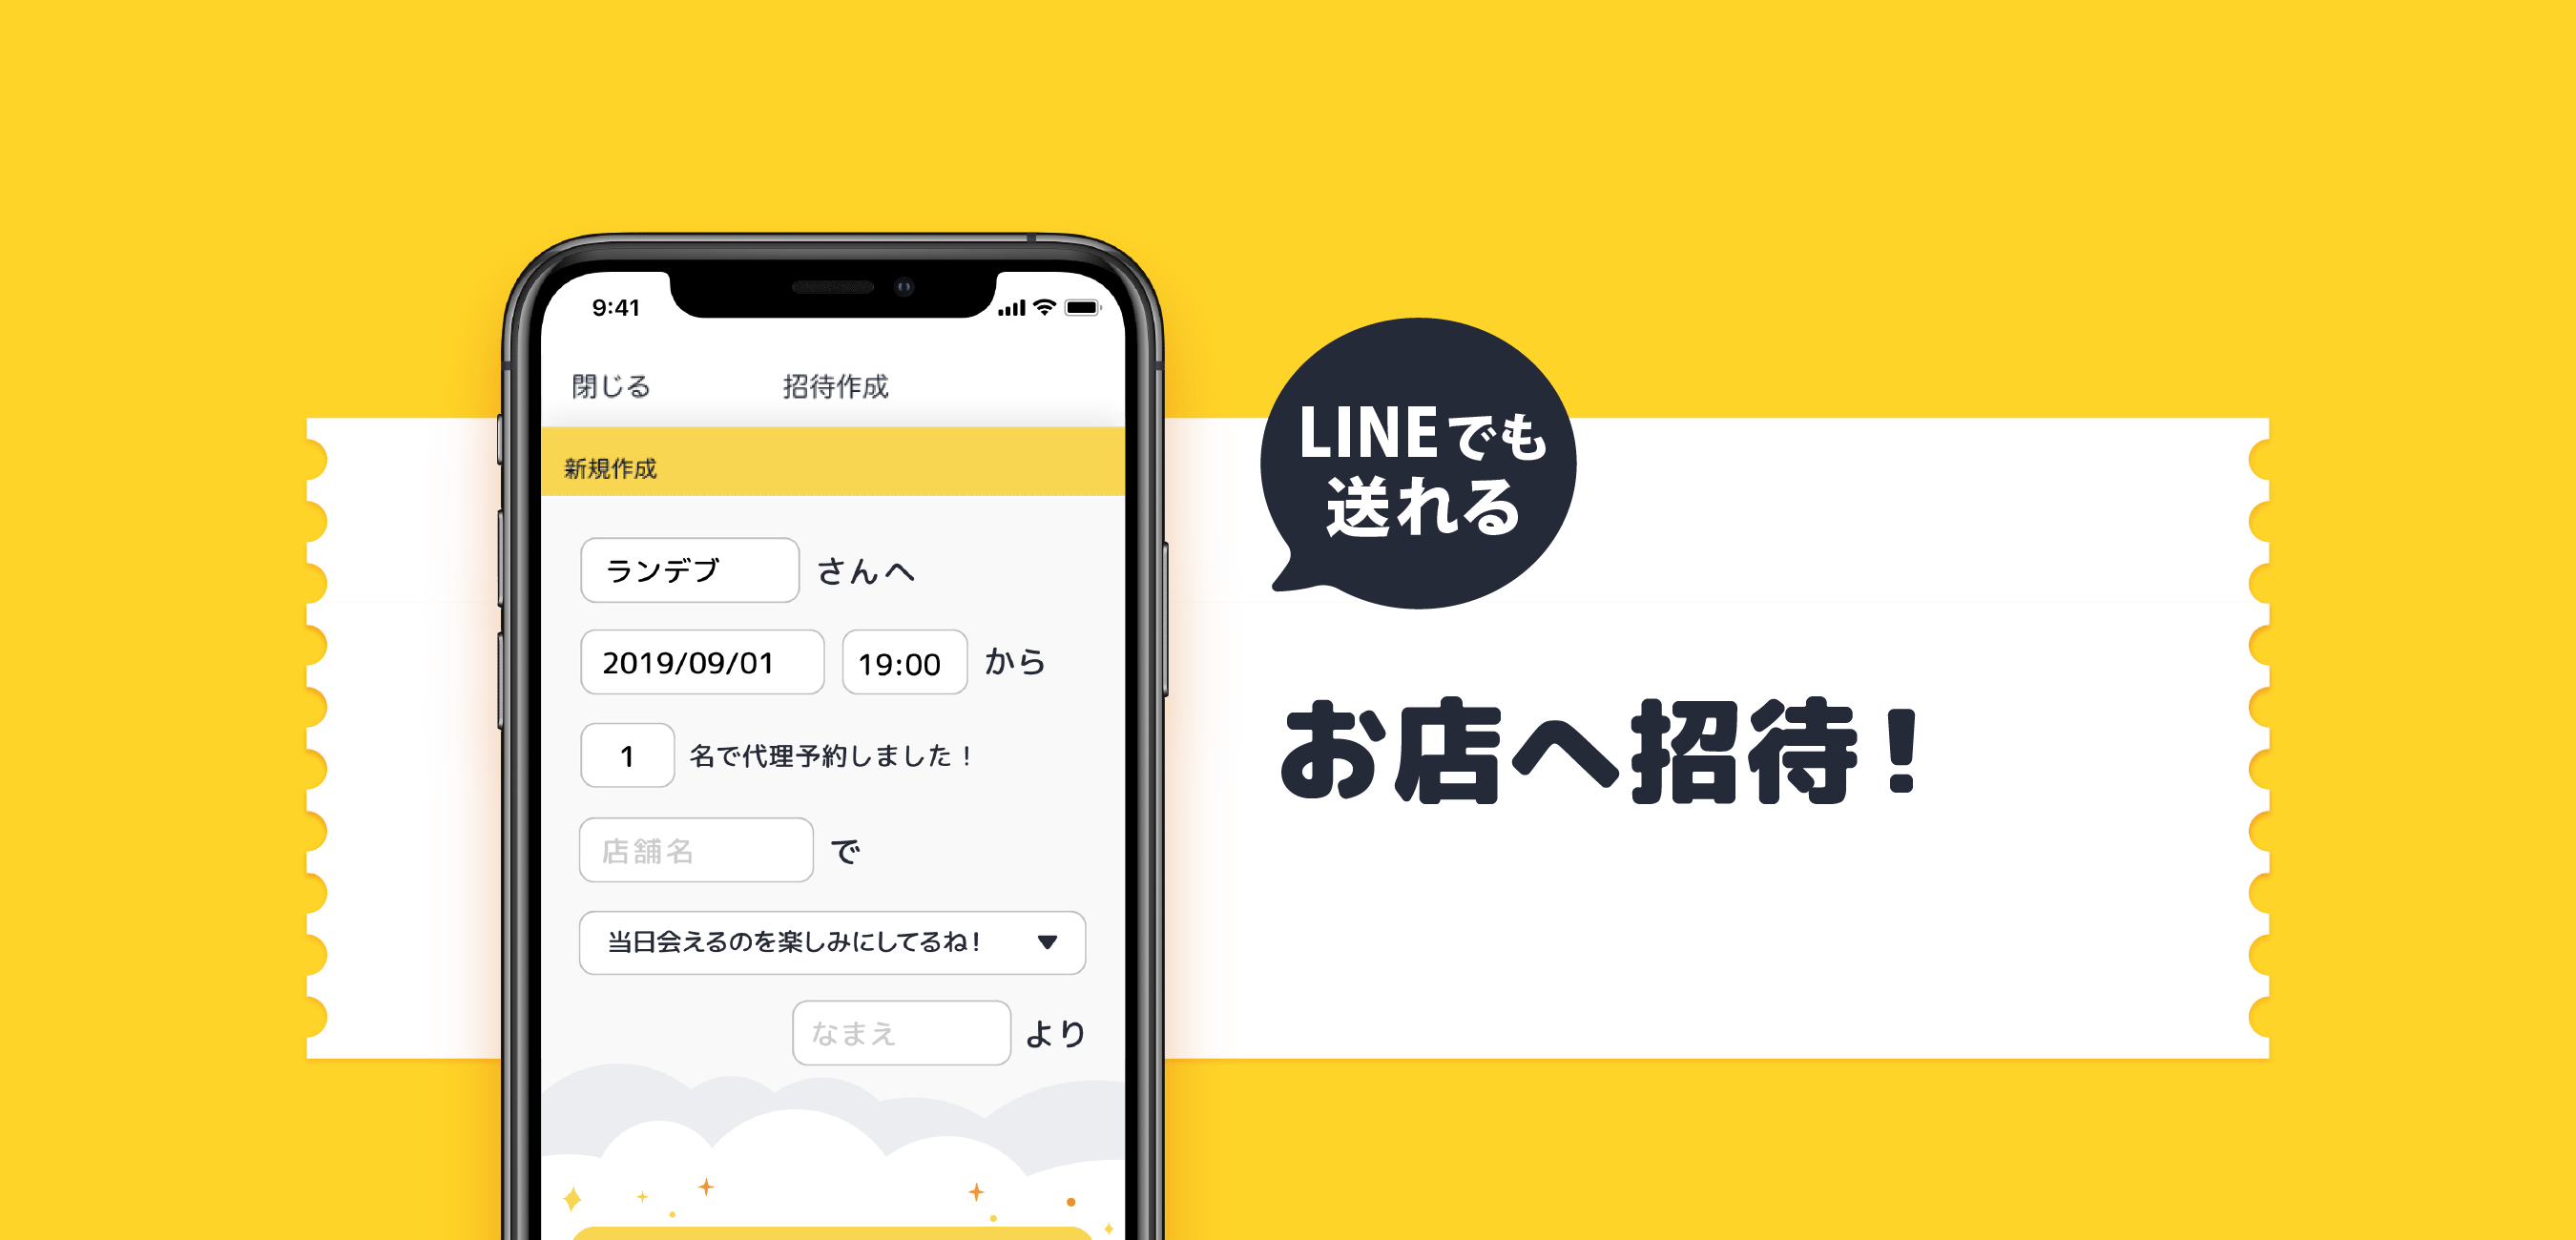 9:41
閉じる 招待作成
新規作成
ランデブ さんへ
2019/09/01 19:00 から
1 名で代理予約しました！
店舗名 で
当日会えるのを楽しみにしてるね！
なまえ より
LINEでも
送れる
お店へ招待！